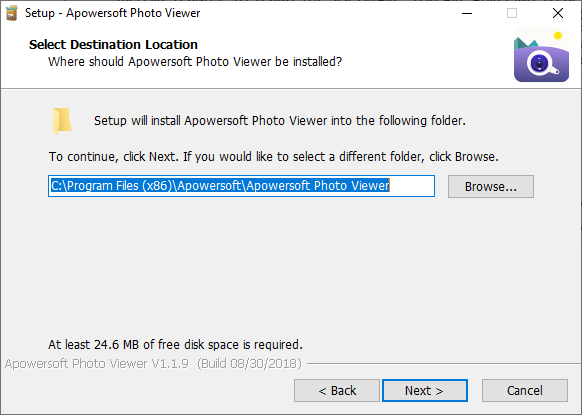 Setup - Apowersoft Photo Viewer
Select Destination Location
Where should Apowersoft Photo Viewer be installed?
Setup will install Apowersoft Photo Viewer into the following folder.
To continue, click Next. If you would like to select a different folder, click Browse.
C:\Program Files (x86)\Apowersoft\Apowersoft Photo Viewer
Browse...
At least 24.6 MB of free disk space is required.
Apowersoft Photo Viewer V1.1.9  (Build 08/30/2018)
< Back
Next >
Cancel